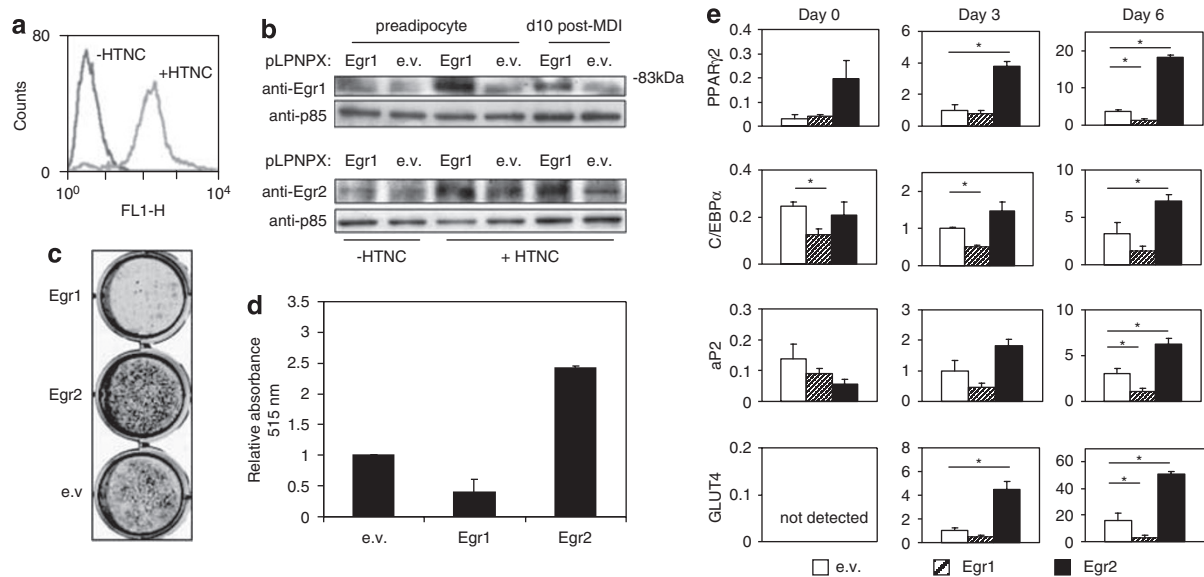 a
80
0
Counts
-HTNC
+HTNC
10⁰
10⁴
FL1-H
b
preadipocyte
d10 post-MDI
pLPNPX:
Egr1
e.v.
Egr1
e.v.
Egr1
e.v.
anti-Egr1
-83kDa
anti-p85
pLPNPX:
Egr1
e.v.
Egr1
e.v.
Egr1
e.v.
anti-Egr2
anti-p85
-HTNC
+ HTNC
c
Egr1
Egr2
e.v
d
Relative absorbance
515 nm
3.5
3
2.5
2
1.5
1
0.5
0
e.v.
Egr1
Egr2
e
Day 0
Day 3
Day 6
PPARγ2
0.4
0.3
0.2
0.1
0
6
4
2
0
*
20
10
0
*
*
C/EBPα
0.4
0.2
0
*
2
1
0
*
10
5
0
*
aP2
0.3
0.2
0.1
0
3
2
1
0
10
5
0
*
*
GLUT4
0.2
0.1
0
not detected
8
6
4
2
0
*
60
40
20
0
*
*
e.v.
Egr1
Egr2